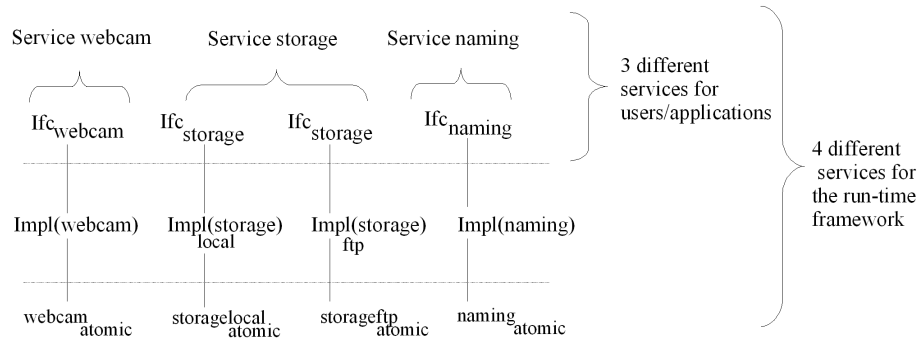 Service webcam Service storage Service naming
3 different
services for
users/applications
Ifc webcam Ifc storage Ifc storage Ifc naming
4 different
services for
the run-time
framework
Impl(webcam) Impl(storage) local Impl(storage) ftp Impl(naming)
webcam atomic storagelocal atomic storageftp atomic naming atomic